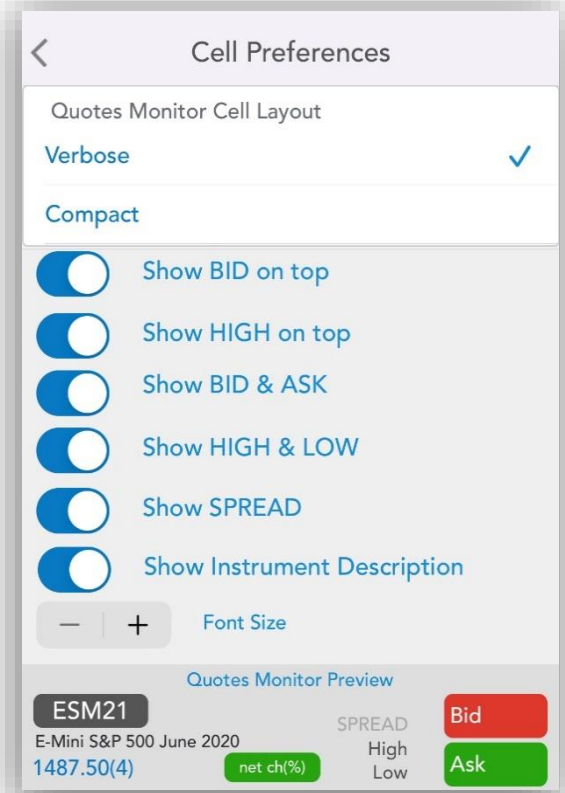 Cell Preferences
Quotes Monitor Cell Layout
Verbose
Compact
Show BID on top
Show HIGH on top
Show BID & ASK
Show HIGH & LOW
Show SPREAD
Show Instrument Description
− + Font Size
Quotes Monitor Preview
ESM21
E-Mini S&P 500 June 2020
1487.50(4)
net ch(%)
SPREAD
High
Low
Bid
Ask